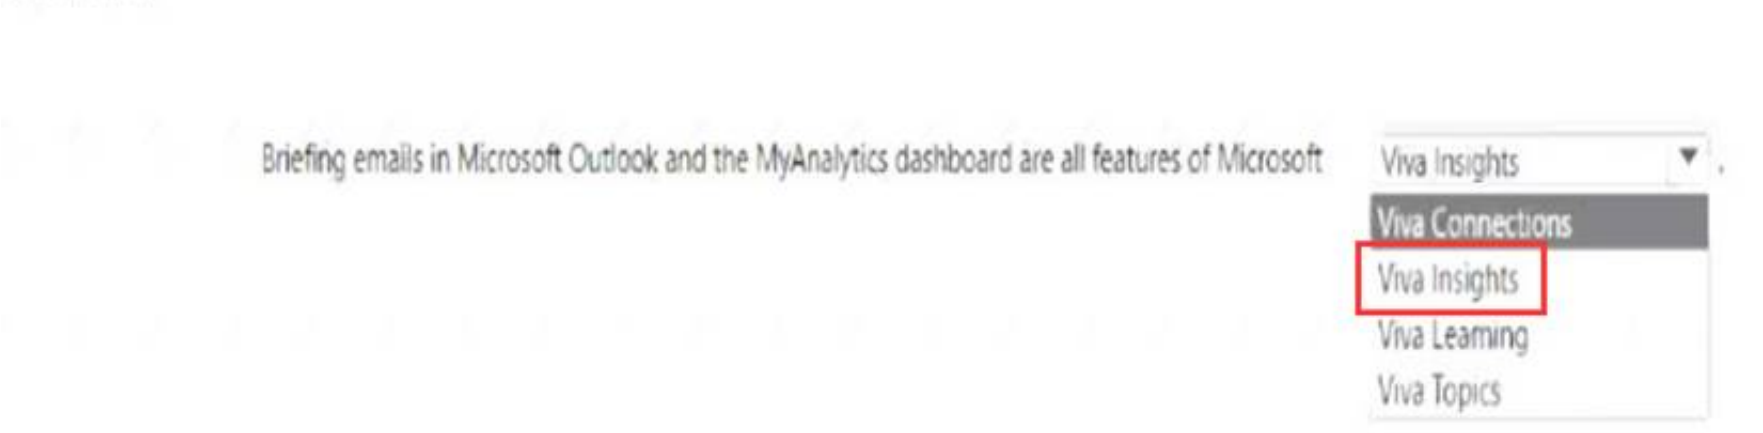 Briefing emails in Microsoft Outlook and the MyAnalytics dashboard are all features of Microsoft Viva Insights .
Viva Connections
Viva Insights
Viva Learning
Viva Topics